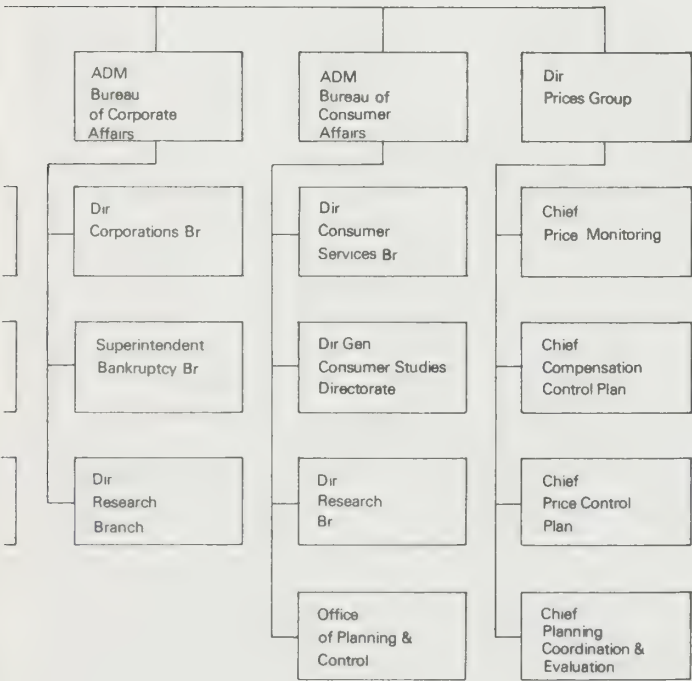 ADM
Bureau
of Corporate
Affairs
Dir
Corporations Br
Superintendent
Bankruptcy Br
Dir
Research
Branch
ADM
Bureau of
Consumer
Affairs
Dir
Consumer
Services Br
Dir Gen
Consumer Studies
Directorate
Dir
Research
Br
Office
of Planning &
Control
Dir
Prices Group
Chief
Price Monitoring
Chief
Compensation
Control Plan
Chief
Price Control
Plan
Chief
Planning
Coordination &
Evaluation